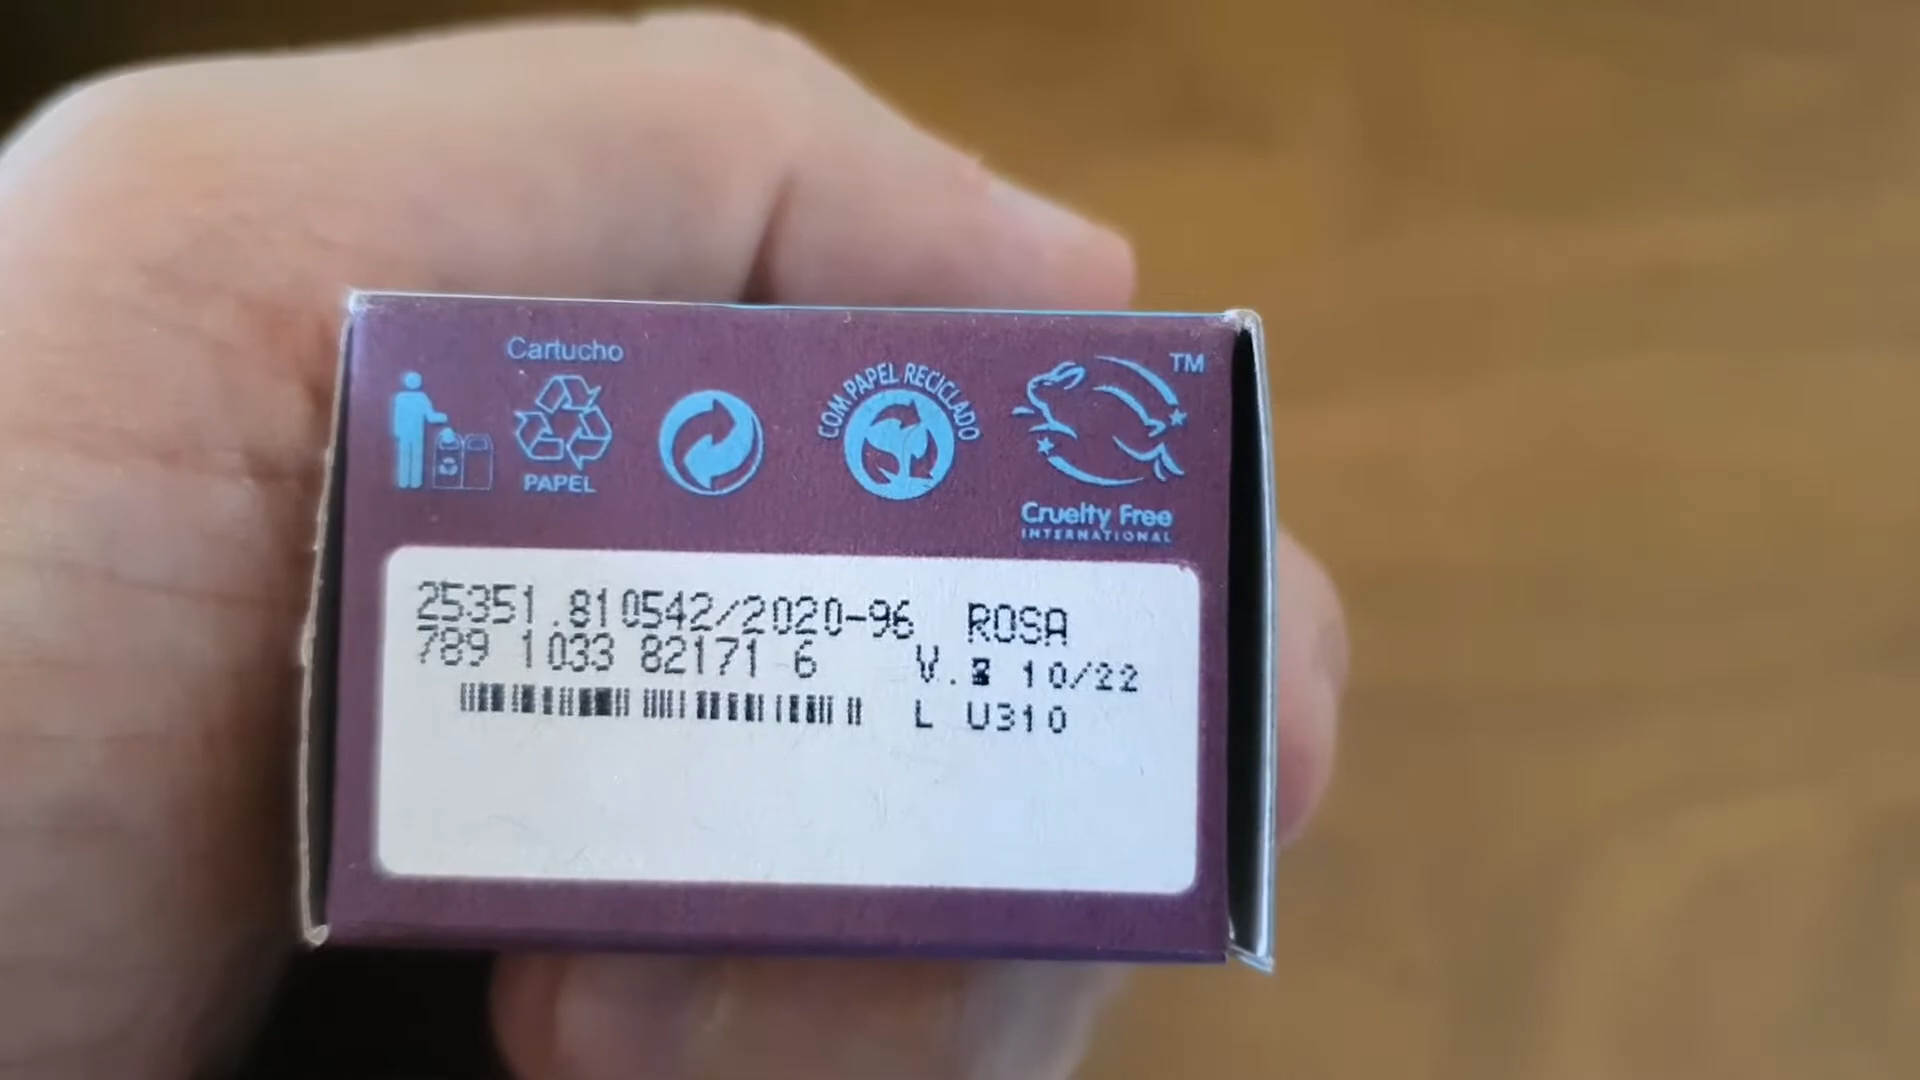 Cartucho
PAPEL
COM PAPEL RECICLADO
TM
Cruelty Free
INTERNATIONAL
25351.810542/2020-96 ROSA
789 1033 82171 6 V. 10/22
L U310